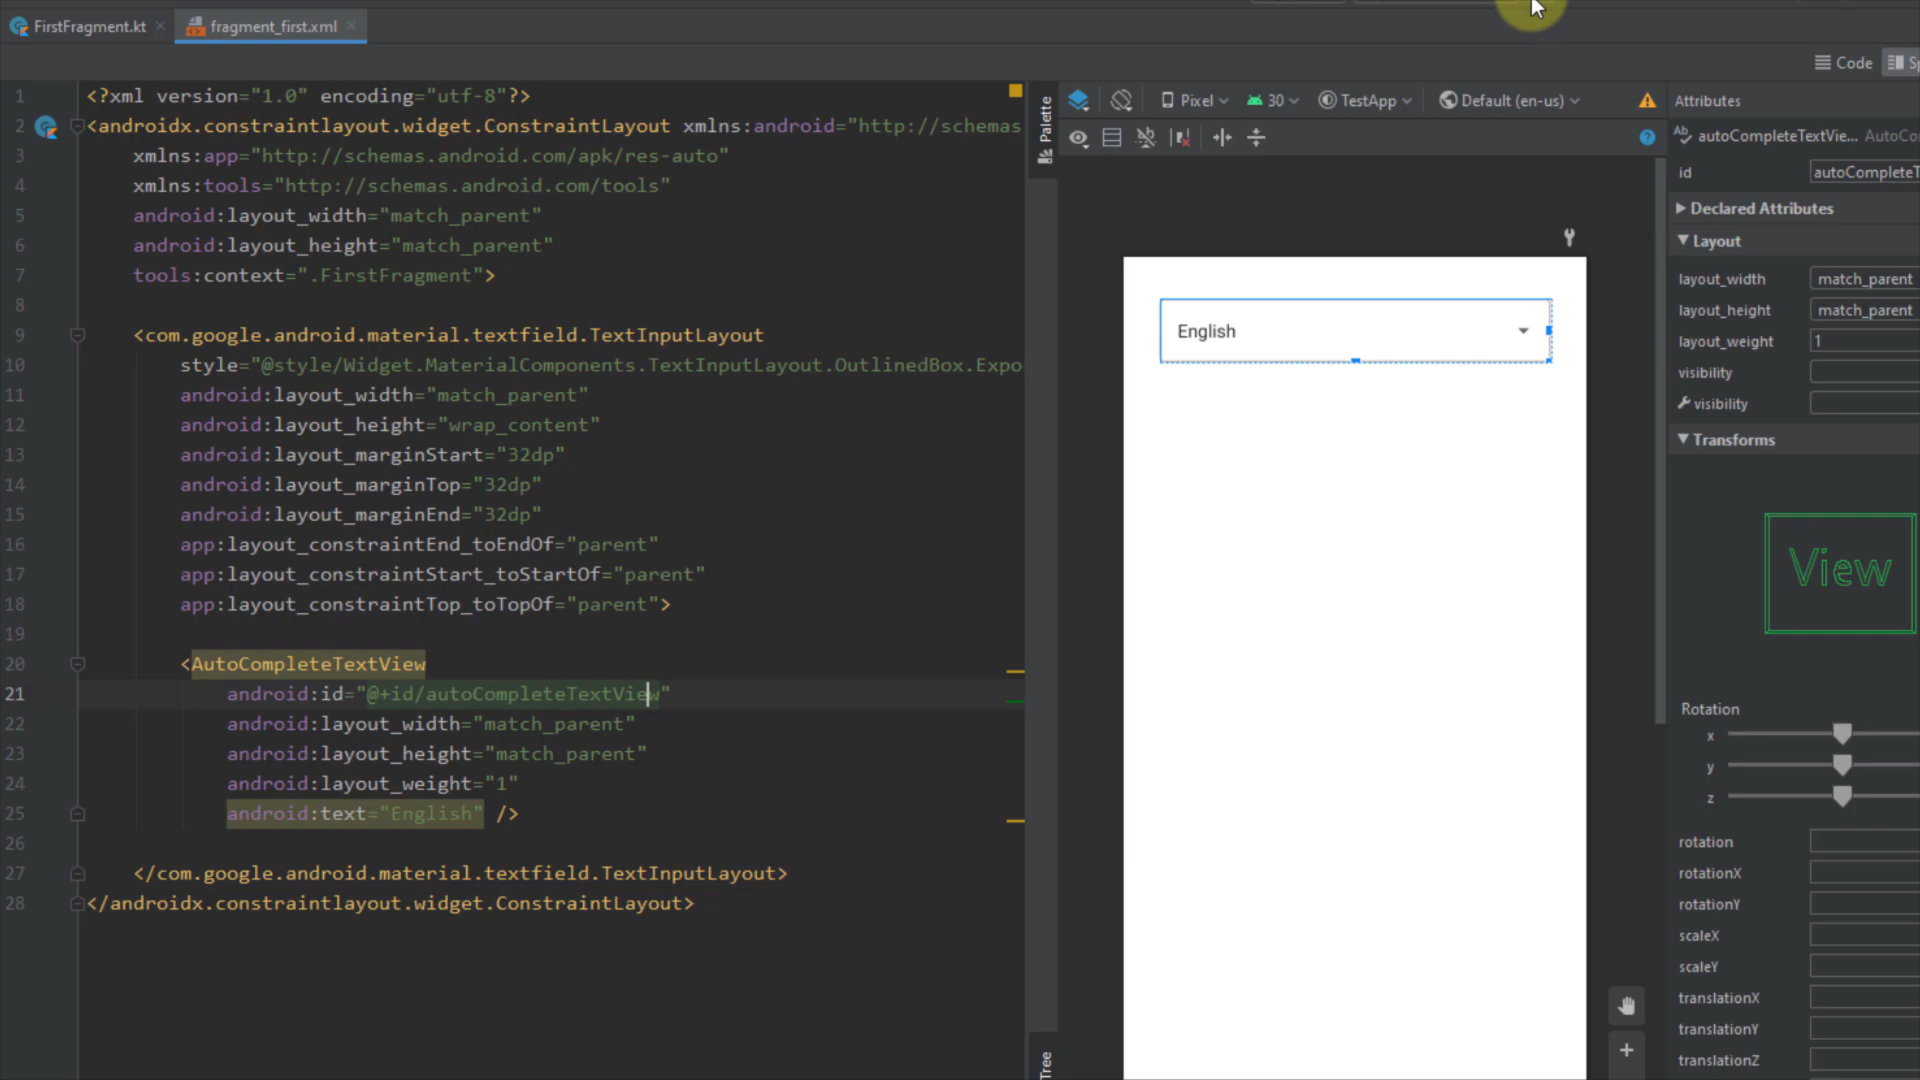 FirstFragment.kt
fragment_first.xml
Code
1 <?xml version="1.0" encoding="utf-8"?>
2 <androidx.constraintlayout.widget.ConstraintLayout xmlns:android="http://schemas
3 xmlns:app="http://schemas.android.com/apk/res-auto"
4 xmlns:tools="http://schemas.android.com/tools"
5 android:layout_width="match_parent"
6 android:layout_height="match_parent"
7 tools:context=".FirstFragment">
8
9 <com.google.android.material.textfield.TextInputLayout
10 style="@style/Widget.MaterialComponents.TextInputLayout.OutlinedBox.Expo
11 android:layout_width="match_parent"
12 android:layout_height="wrap_content"
13 android:layout_marginStart="32dp"
14 android:layout_marginTop="32dp"
15 android:layout_marginEnd="32dp"
16 app:layout_constraintEnd_toEndOf="parent"
17 app:layout_constraintStart_toStartOf="parent"
18 app:layout_constraintTop_toTopOf="parent">
19
20 <AutoCompleteTextView
21 android:id="@+id/autoCompleteTextView"
22 android:layout_width="match_parent"
23 android:layout_height="match_parent"
24 android:layout_weight="1"
25 android:text="English" />
26
27 </com.google.android.material.textfield.TextInputLayout>
28 </androidx.constraintlayout.widget.ConstraintLayout>
Palette
Tree
Pixel
30
TestApp
Default (en-us)
English
Attributes
Ab autoCompleteTextVie... AutoCo
id autoCompleteT
Declared Attributes
Layout
layout_width match_parent
layout_height match_parent
layout_weight 1
visibility
visibility
Transforms
View
Rotation
x
y
z
rotation
rotationX
rotationY
scaleX
scaleY
translationX
translationY
translationZ